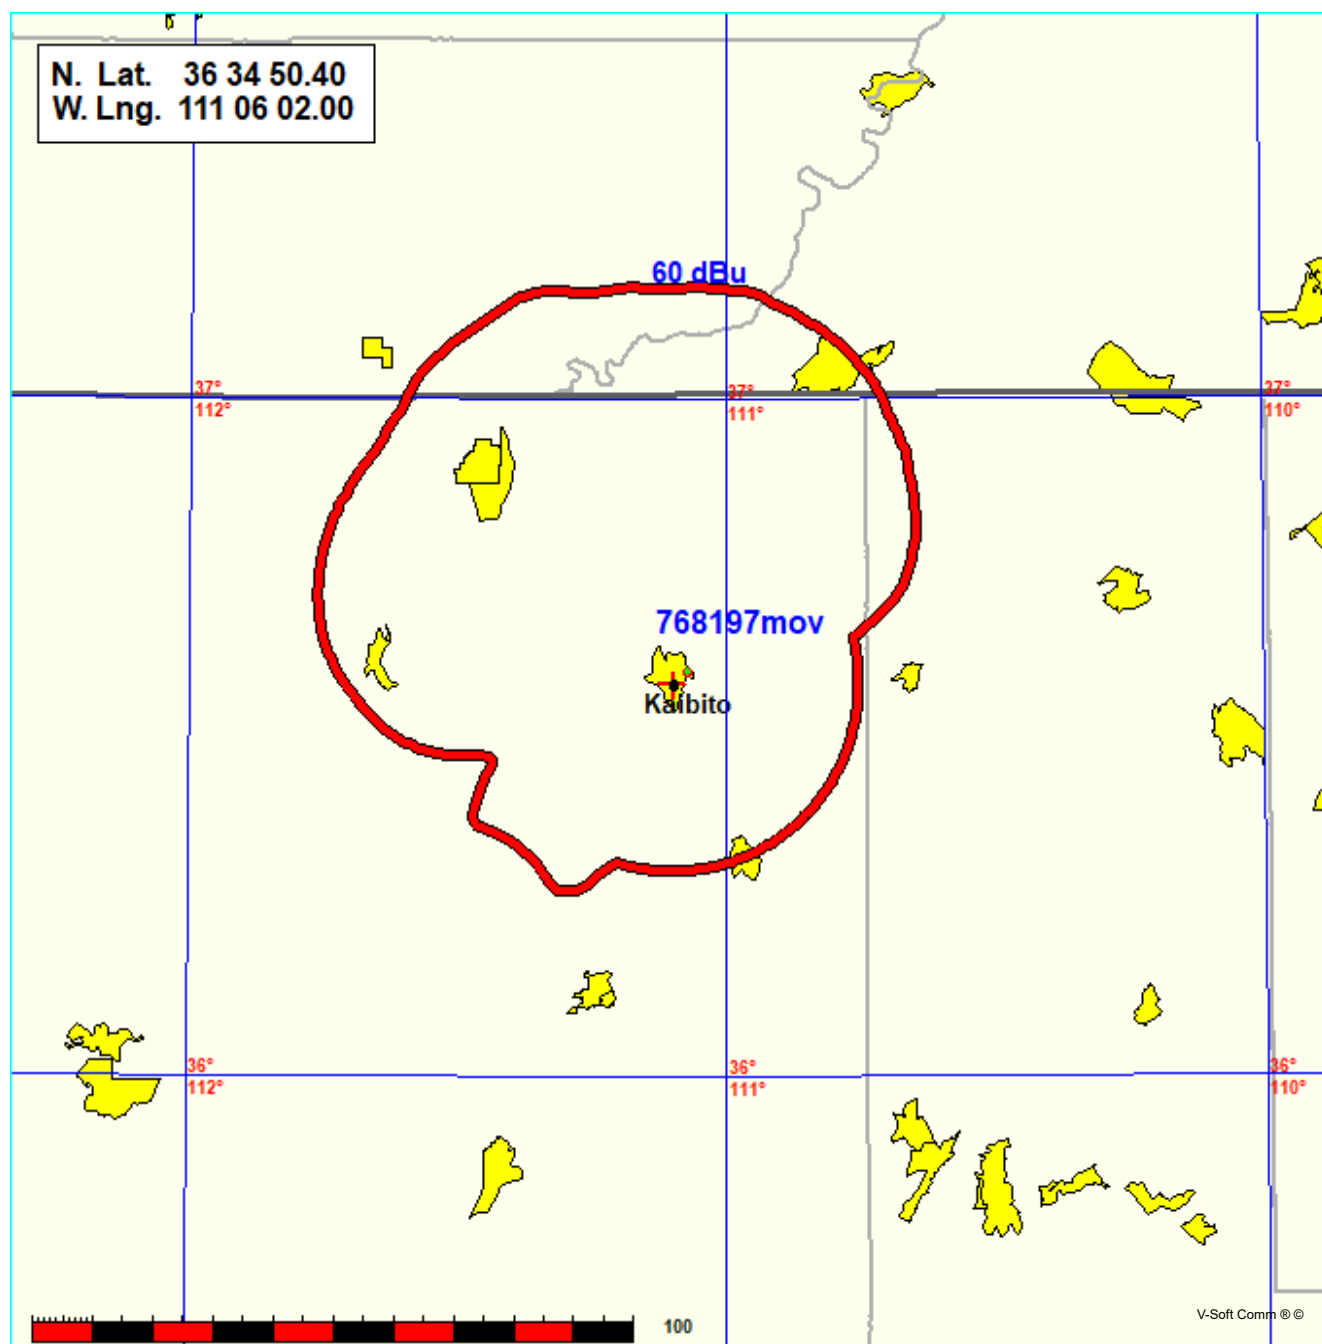 N. Lat. 36 34 50.40
W. Lng. 111 06 02.00
60 dBu
37°
112°
37°
111°
37°
110°
768197mov
Kaibito
36°
112°
36°
111°
36°
110°
V-Soft Comm ® ©
100